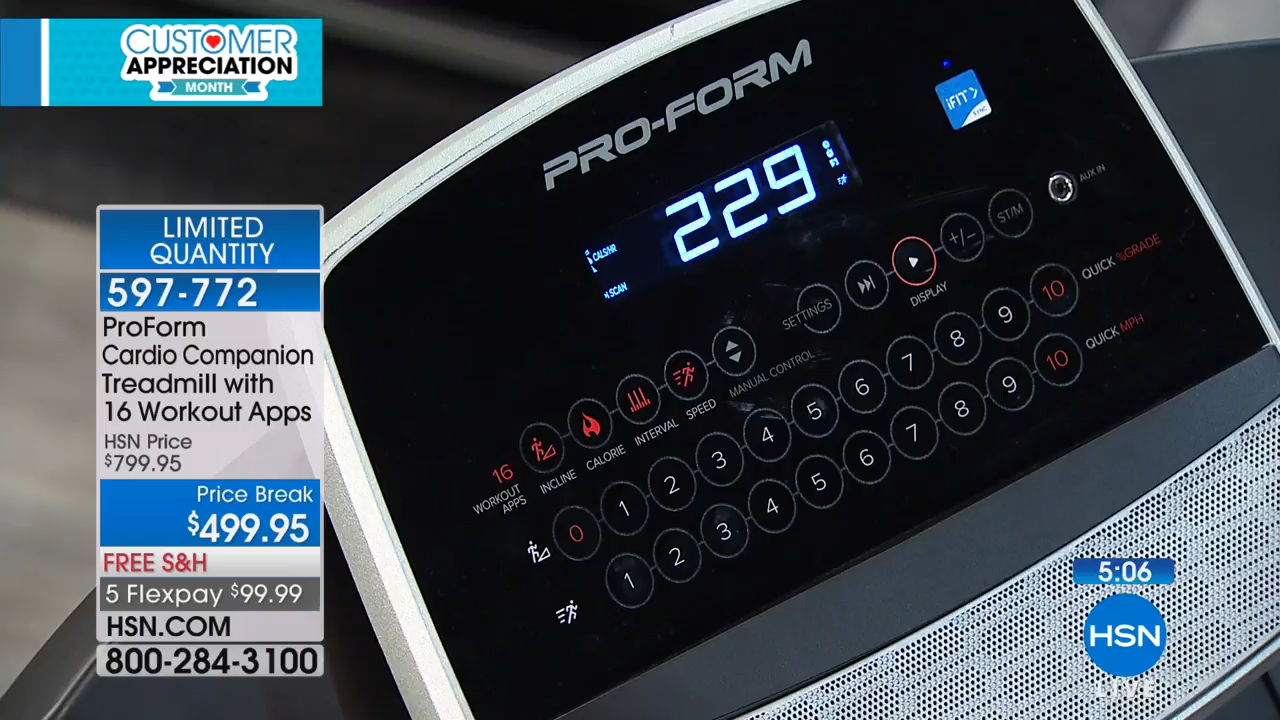 CUSTOMER
APPRECIATION
MONTH
LIMITED
QUANTITY
597-772
ProForm
Cardio Companion
Treadmill with
16 Workout Apps
HSN Price
$799.95
Price Break
$499.95
FREE S&H
5 Flexpay $99.99
HSN.COM
800-284-3100
PRO-FORM
iFIT
SYNC
229
CALS/HR
SCAN
AUX IN
SETTINGS
DISPLAY
+/-
ST/M
16
WORKOUT
APPS
INCLINE
CALORIE
INTERVAL
SPEED
MANUAL CONTROL
0 1 2 3 4 5 6 7 8 9 10 QUICK %GRADE
1 2 3 4 5 6 7 8 9 10 QUICK MPH
5:06
HSN
LIVE